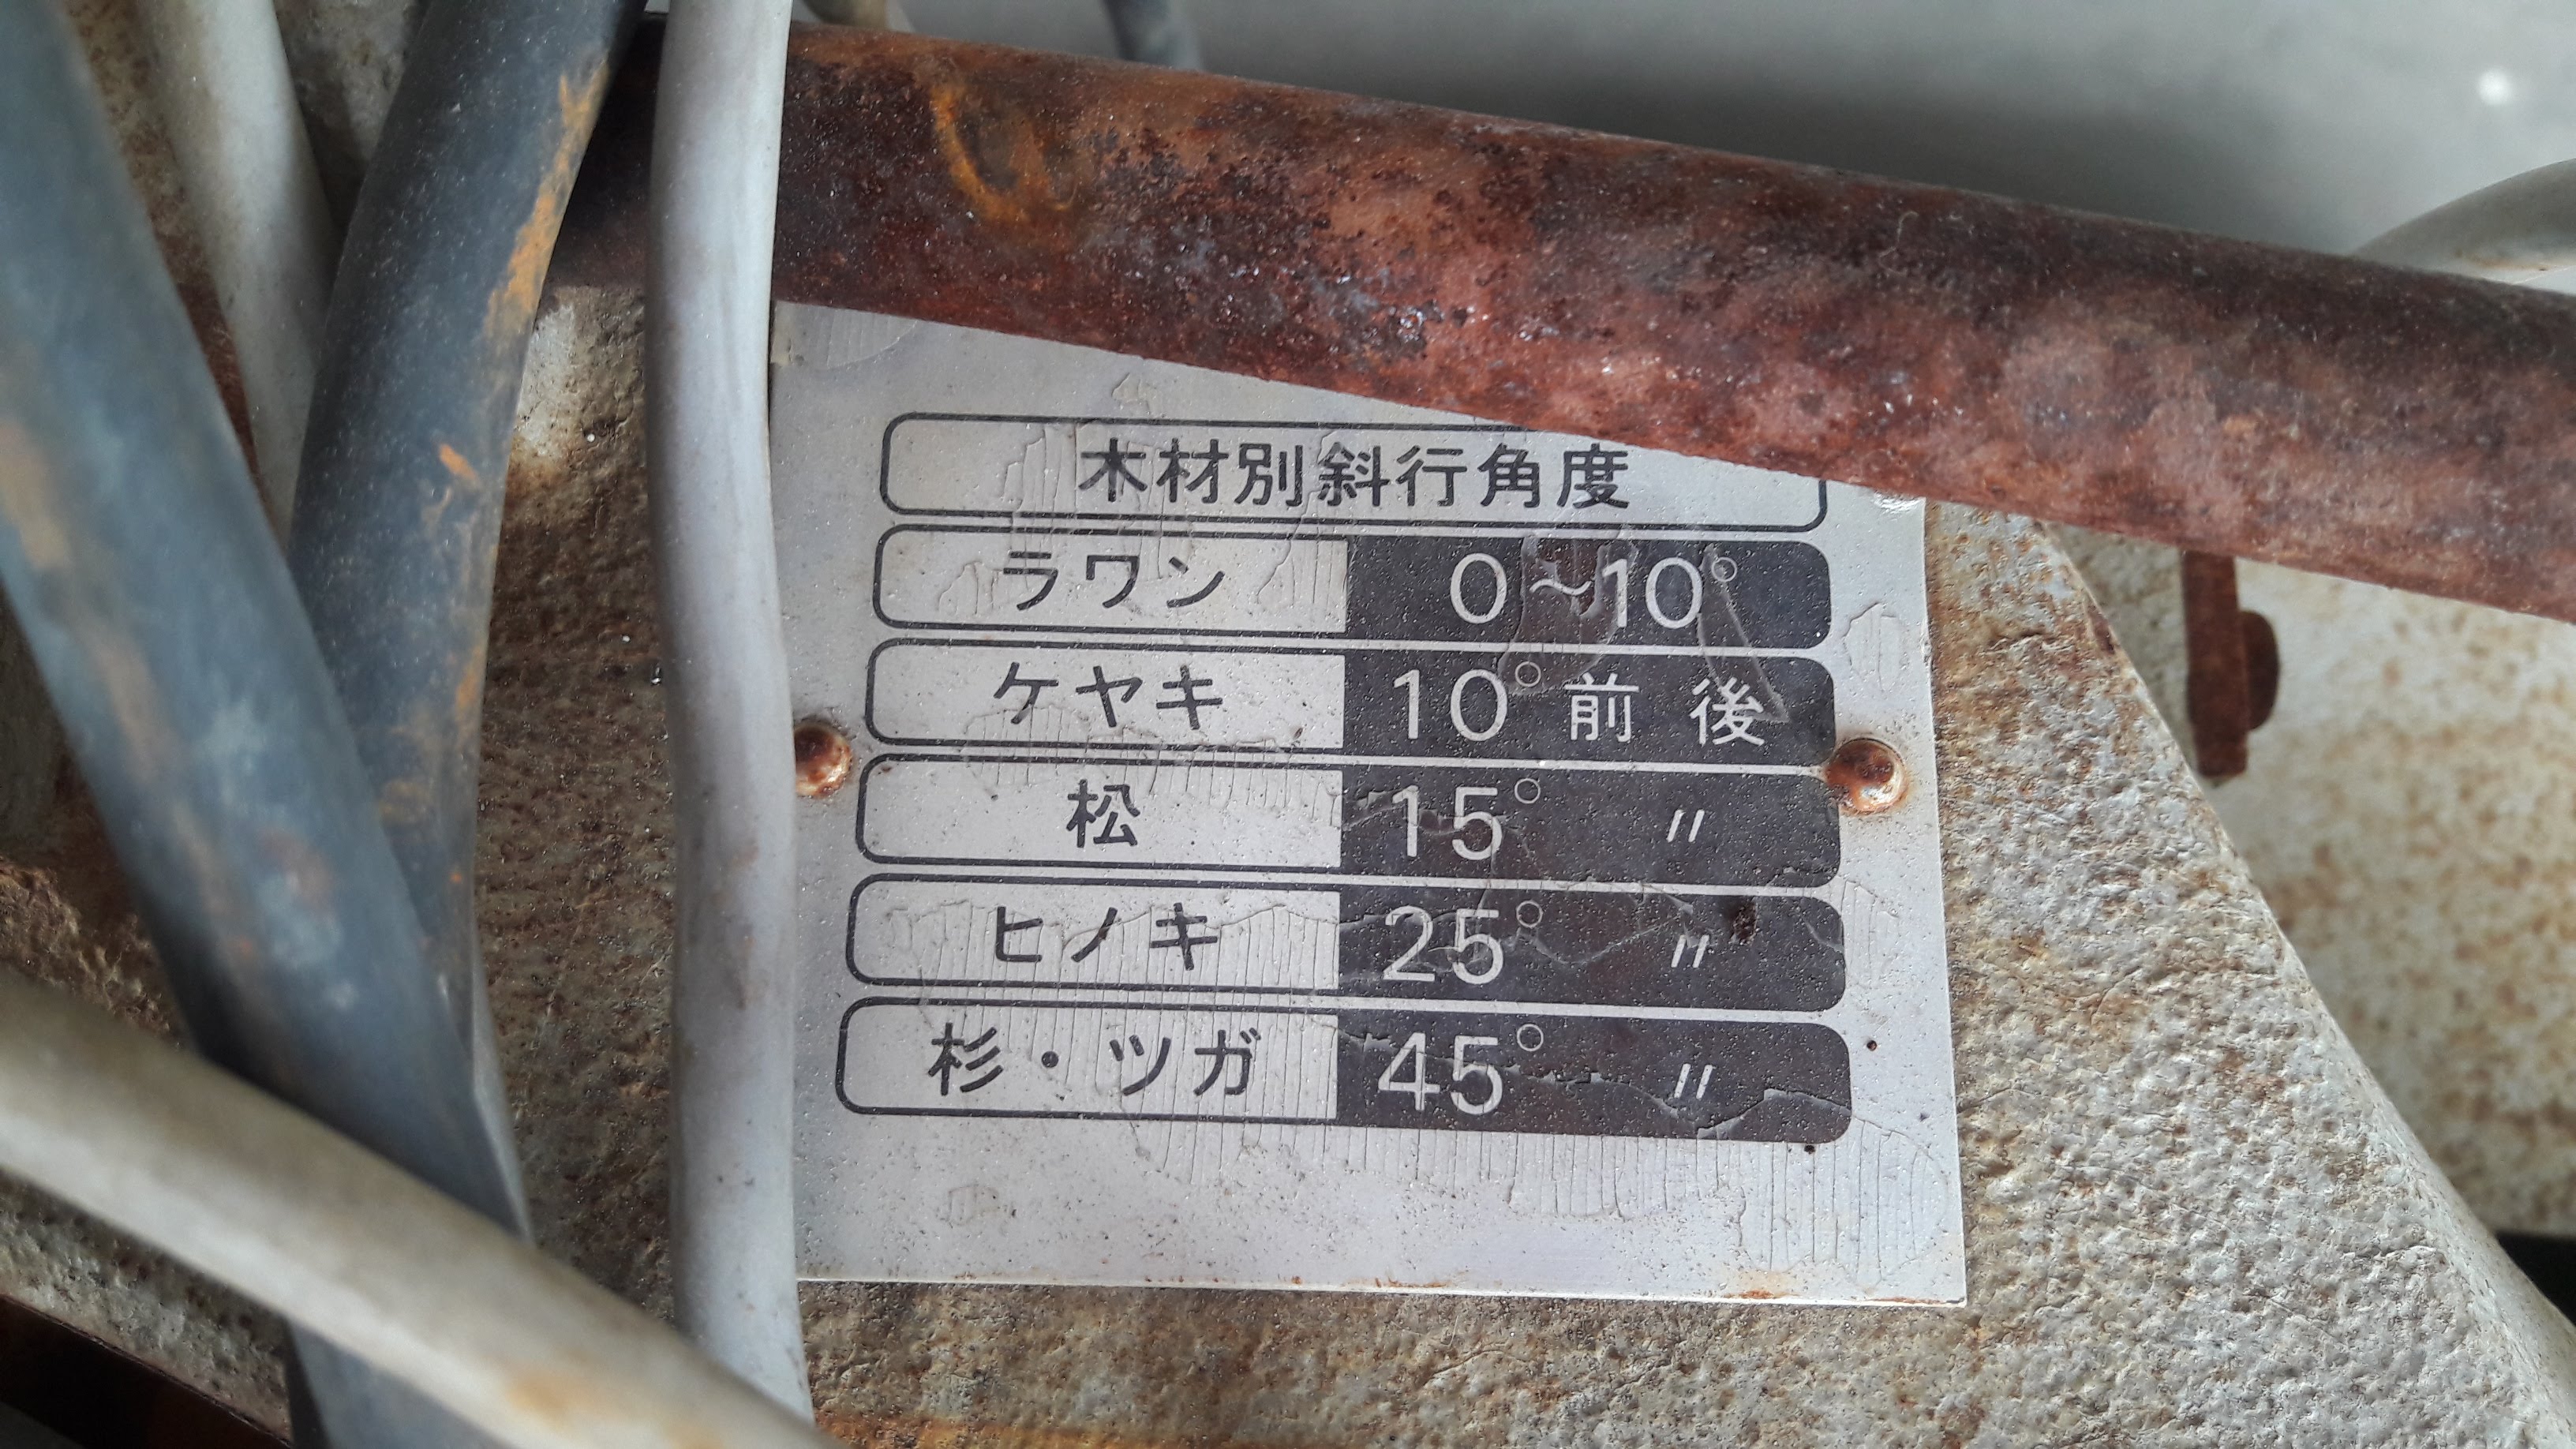 木材別斜行角度
ラワン 0～10°
ケヤキ 10°前後
松 15° 〃
ヒノキ 25° 〃
杉・ツガ 45° 〃